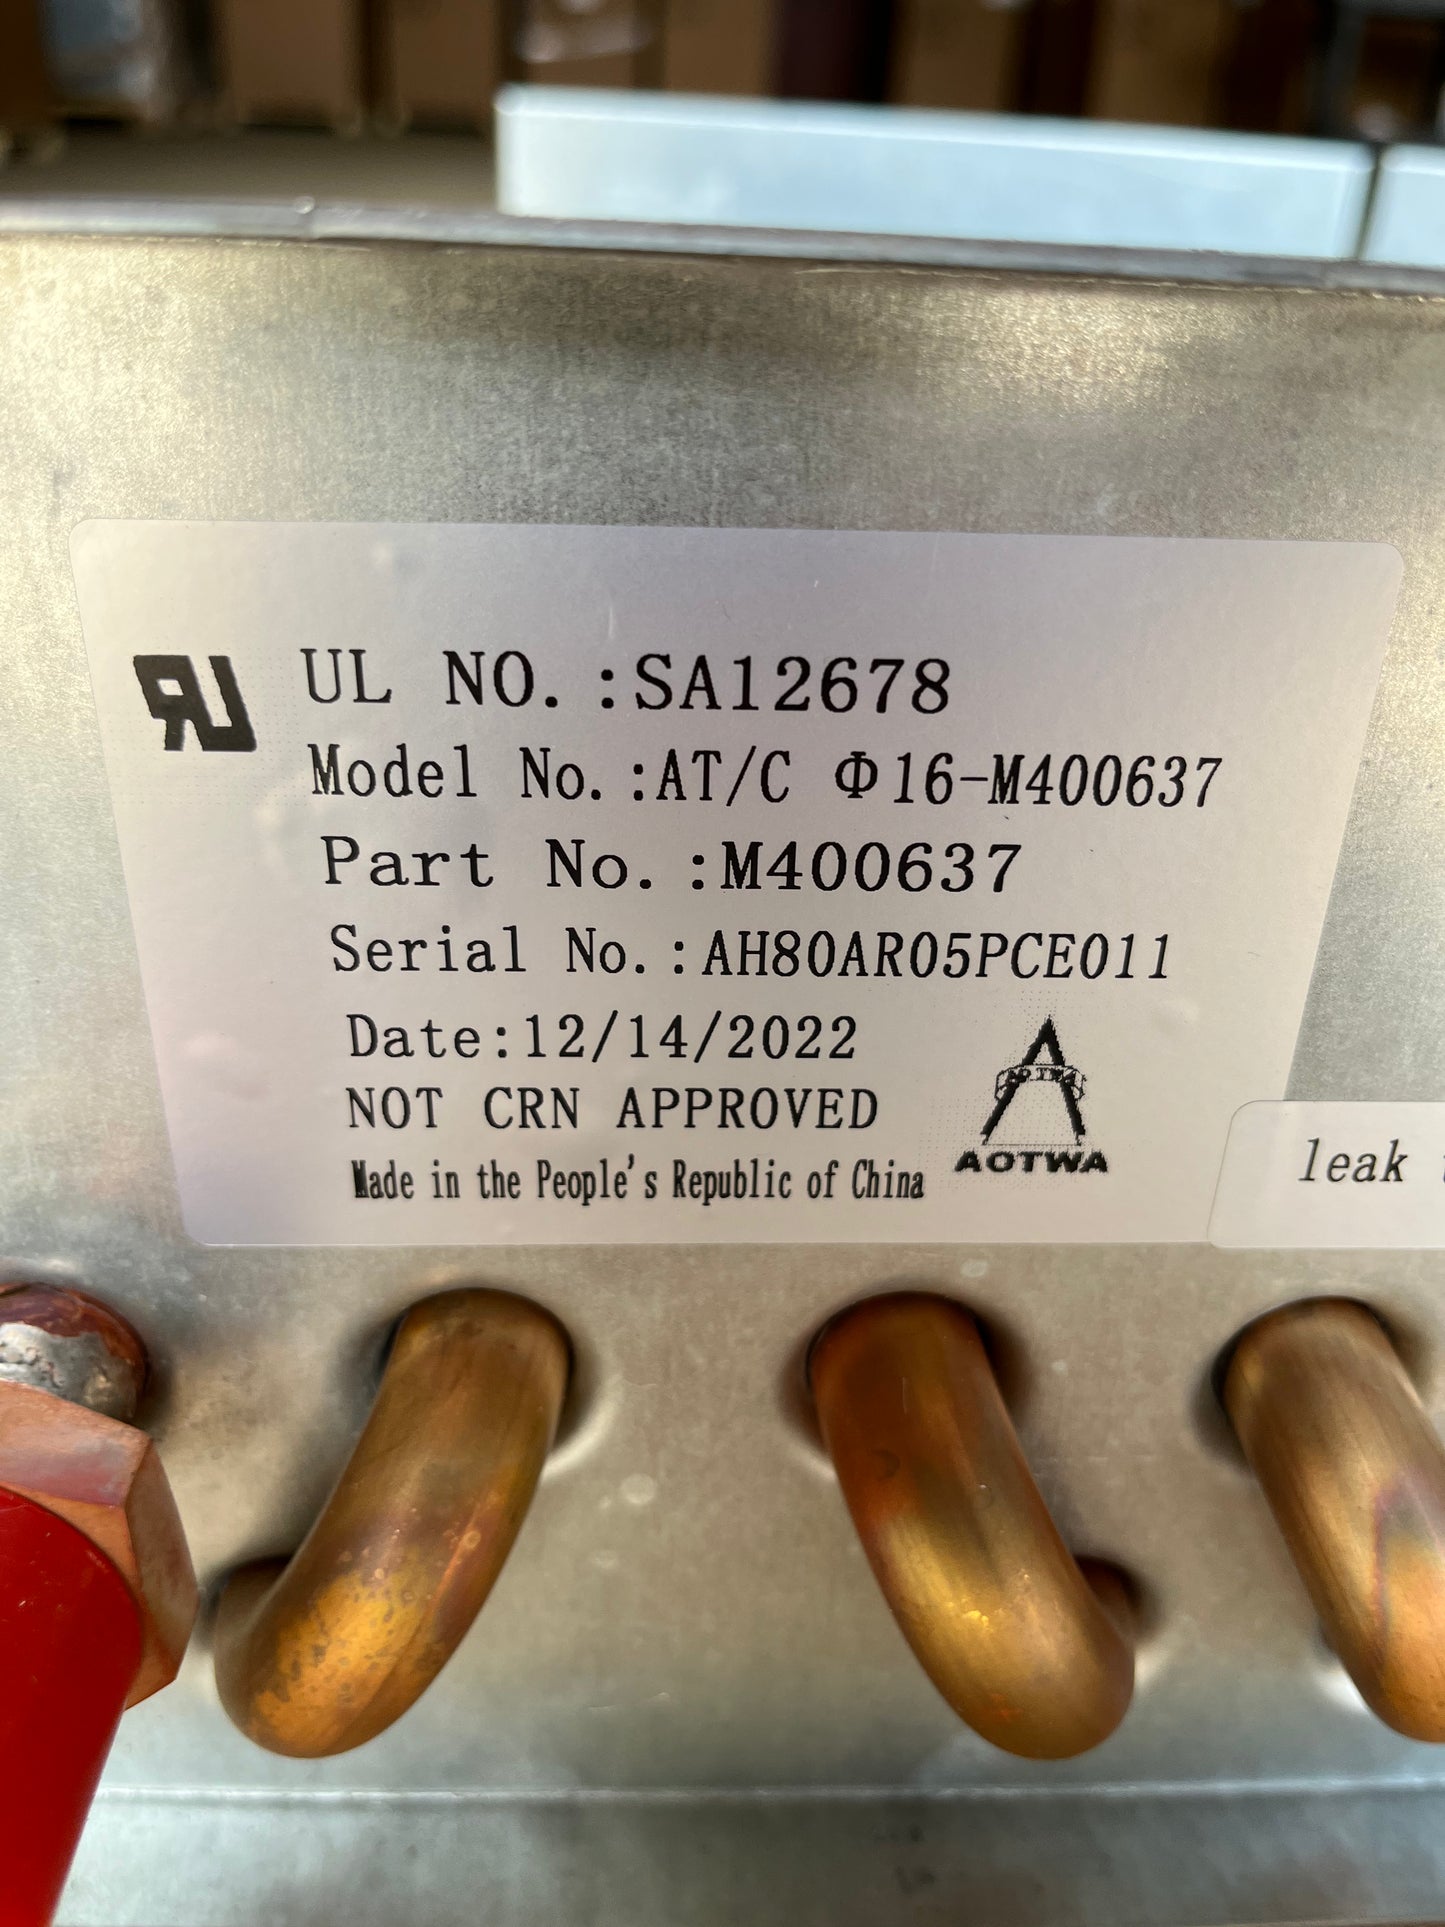 UL NO.:SA12678
Model No.:AT/C Φ16-M400637
Part No.:M400637
Serial No.:AH80AR05PCE011
Date:12/14/2022
NOT CRN APPROVED
Made in the People's Republic of China
AOTWA
AOTWA
leak